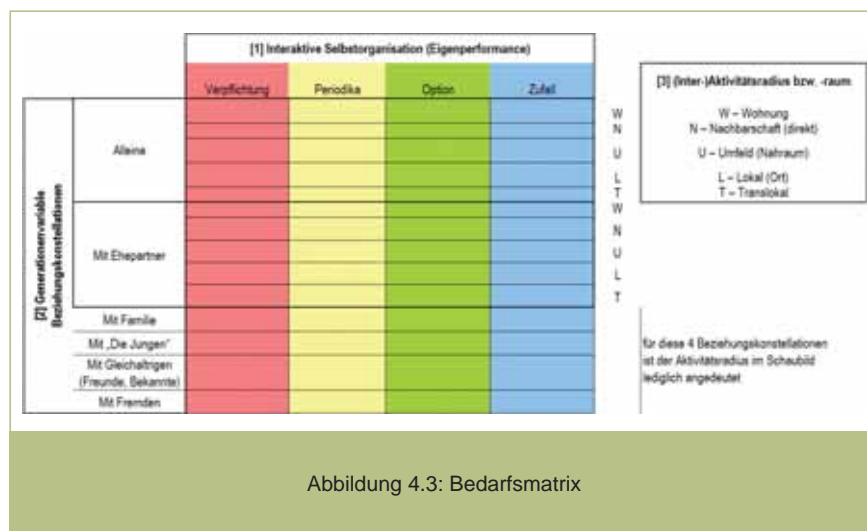 [1] Interaktive Selbstorganisation (Eigenperformance)
Verpflichtung Periodika Option Zufall
[2] Generationenvariable
Beziehungskonstellationen
Alleine
W
N
U
L
T
Mit Ehepartner
W
N
U
L
T
Mit Familie
Mit „Die Jungen“
Mit Gleichaltrigen
(Freunde, Bekannte)
Mit Fremden
[3] (Inter-)Aktivitätsradius bzw. -raum
W – Wohnung
N – Nachbarschaft (direkt)
U – Umfeld (Nahraum)
L – Lokal (Ort)
T – Translokal
für diese 4 Beziehungskonstellationen
ist der Aktivitätsradius im Schaubild
lediglich angedeutet
Abbildung 4.3: Bedarfsmatrix